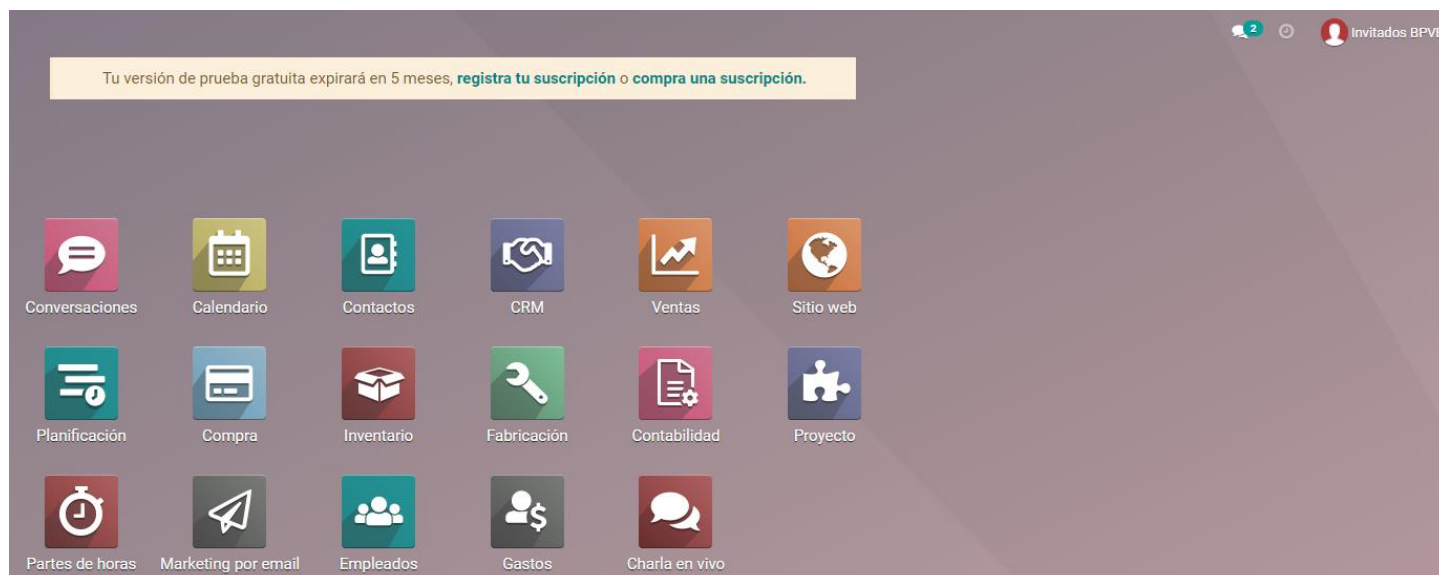 2
Invitados BPVE
Tu versión de prueba gratuita expirará en 5 meses, registra tu suscripción o compra una suscripción.
Conversaciones
Calendario
Contactos
CRM
Ventas
Sitio web
Planificación
Compra
Inventario
Fabricación
Contabilidad
Proyecto
Partes de horas
Marketing por email
Empleados
Gastos
Charla en vivo